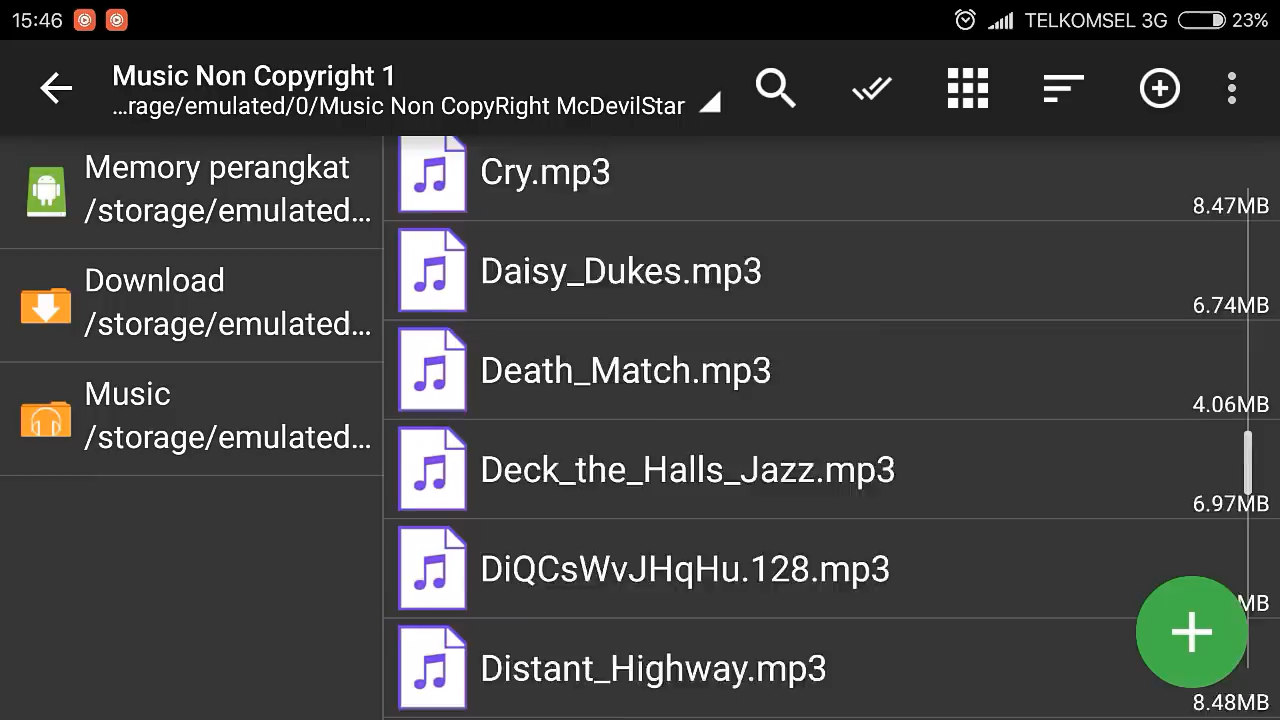 15:46
TELKOMSEL 3G
23%
Music Non Copyright 1
...rage/emulated/0/Music Non CopyRight McDevilStar
Memory perangkat
/storage/emulated...
Download
/storage/emulated...
Music
/storage/emulated...
Cry.mp3
8.47MB
Daisy_Dukes.mp3
6.74MB
Death_Match.mp3
4.06MB
Deck_the_Halls_Jazz.mp3
6.97MB
DiQCsWvJHqHu.128.mp3
MB
Distant_Highway.mp3
8.48MB